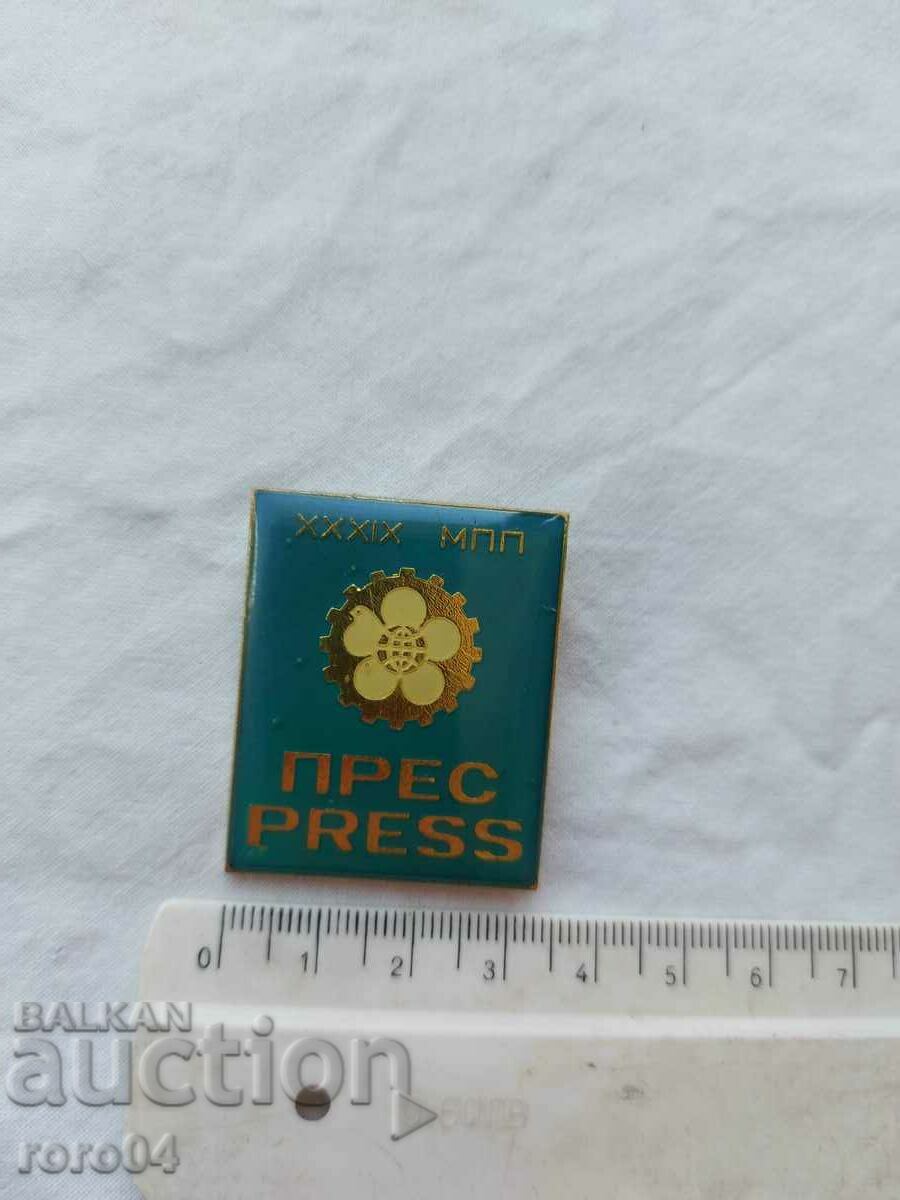 XXXIX МПП
ПРЕС
PRESS
0 1 2 3 4 5 6 7
BALKAN
auction
roro04